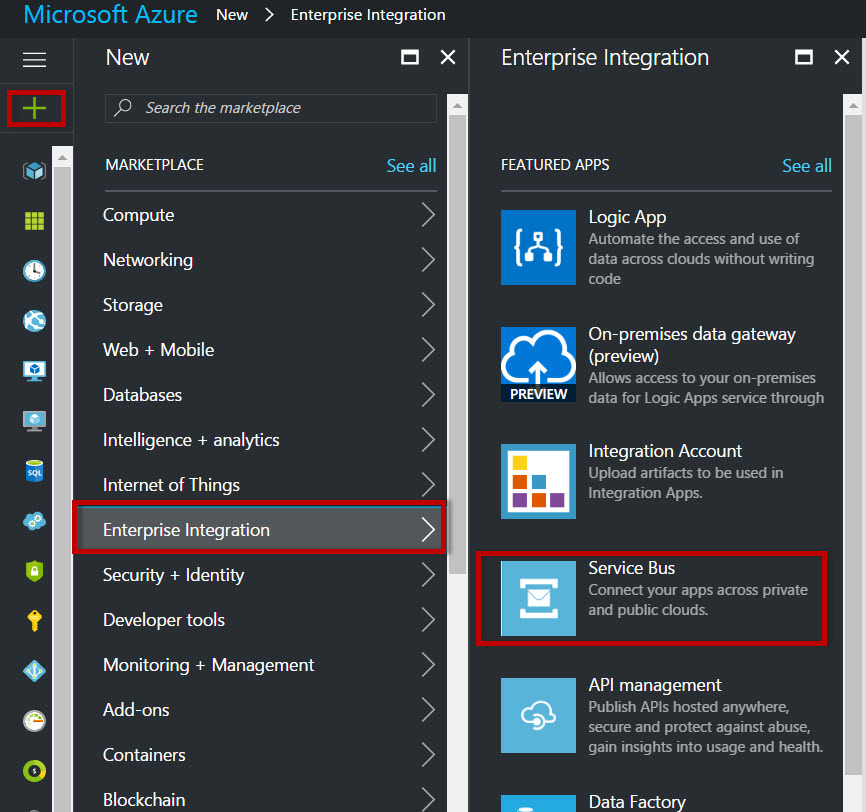 Microsoft Azure New > Enterprise Integration
New
Search the marketplace
MARKETPLACE See all
Compute
Networking
Storage
Web + Mobile
Databases
Intelligence + analytics
Internet of Things
Enterprise Integration
Security + Identity
Developer tools
Monitoring + Management
Add-ons
Containers
Blockchain
Enterprise Integration
FEATURED APPS See all
Logic App
Automate the access and use of
data across clouds without writing
code
On-premises data gateway
(preview)
PREVIEW
Allows access to your on-premises
data for Logic Apps service through
Integration Account
Upload artifacts to be used in
Integration Apps.
Service Bus
Connect your apps across private
and public clouds.
API management
Publish APIs hosted anywhere,
secure and protect against abuse,
gain insights into usage and health.
Data Factory
SQL